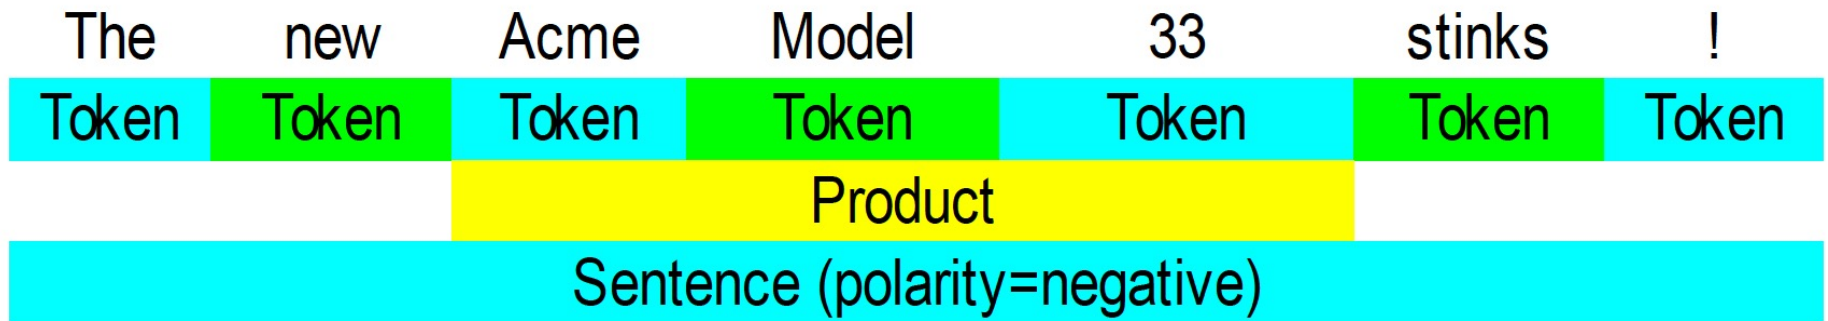 The new Acme Model 33 stinks !
Token Token Token Token Token Token Token
Product
Sentence (polarity=negative)